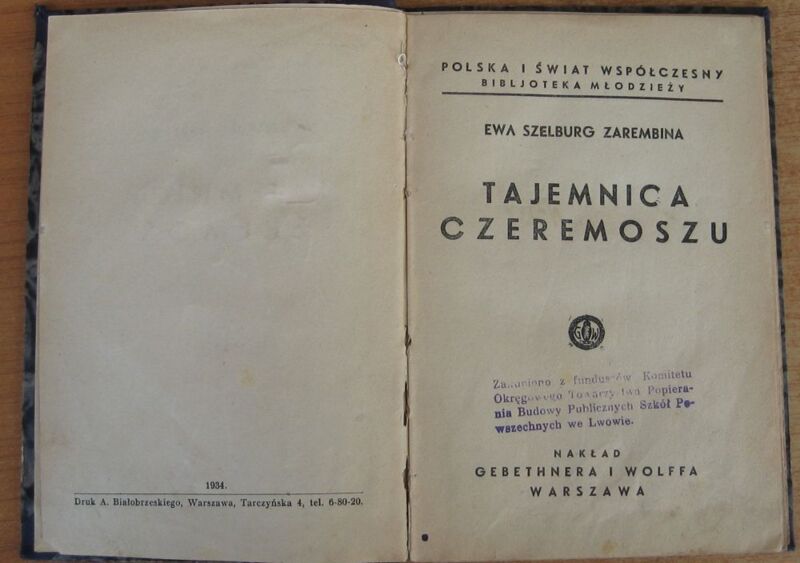 1934.
Druk A. Białobrzeskiego, Warszawa, Tarczyńska 4, tel. 6-80-20.
POLSKA I ŚWIAT WSPÓŁCZESNY
BIBLJOTEKA MŁODZIEŻY
EWA SZELBURG ZAREMBINA
TAJEMNICA
CZEREMOSZU
G W
Zakupiono z funduszów Komitetu
Okręgowego Towarzystwa Popiera-
nia Budowy Publicznych Szkół Po-
wszechnych we Lwowie.
NAKŁAD
GEBETHNERA I WOLFFA
WARSZAWA